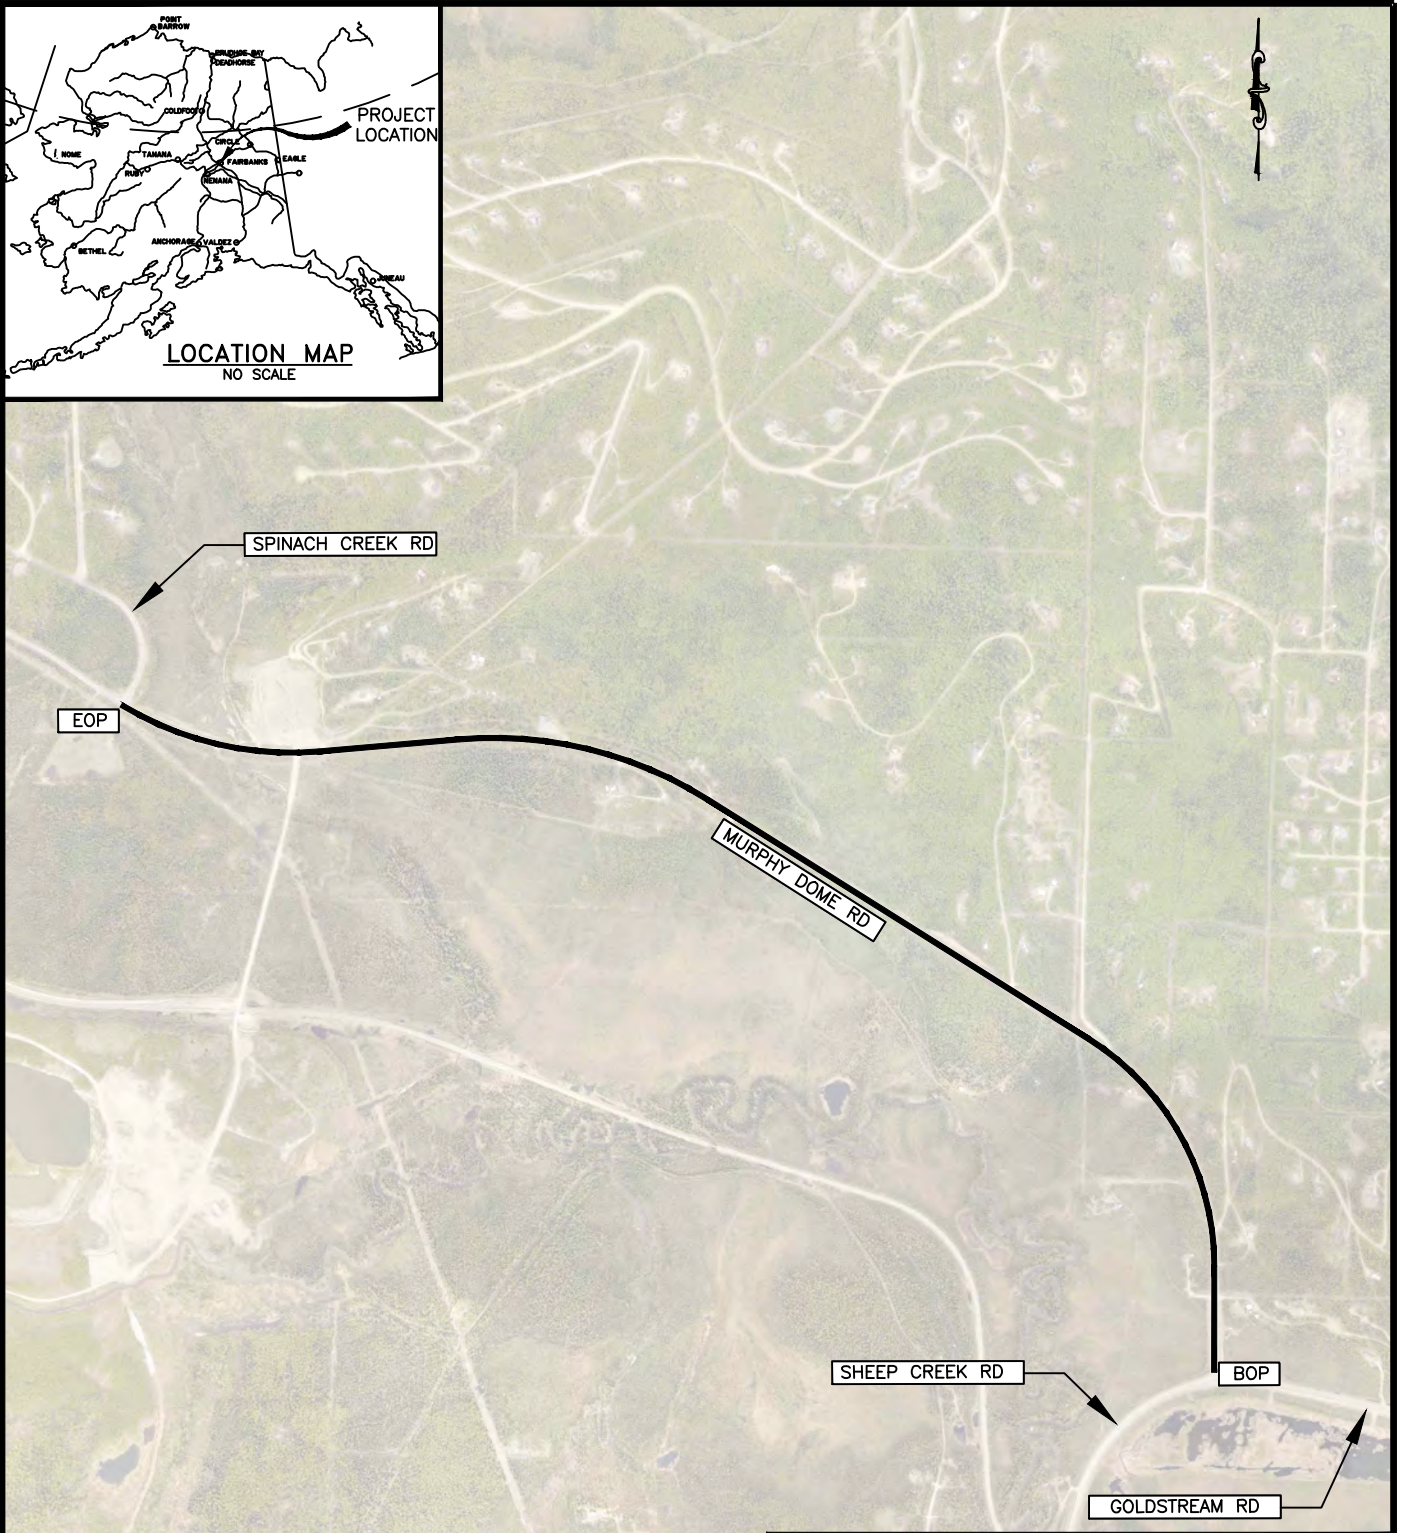 POINT
BARROW
PRUDHOE BAY
DEADHORSE
COLDFOOT
PROJECT
LOCATION
CIRCLE
NOME
TANANA
FAIRBANKS
EAGLE
RUBY
NENANA
BETHEL
ANCHORAGE
VALDEZ
JUNEAU
LOCATION MAP
NO SCALE
SPINACH CREEK RD
EOP
MURPHY DOME RD
SHEEP CREEK RD
BOP
GOLDSTREAM RD